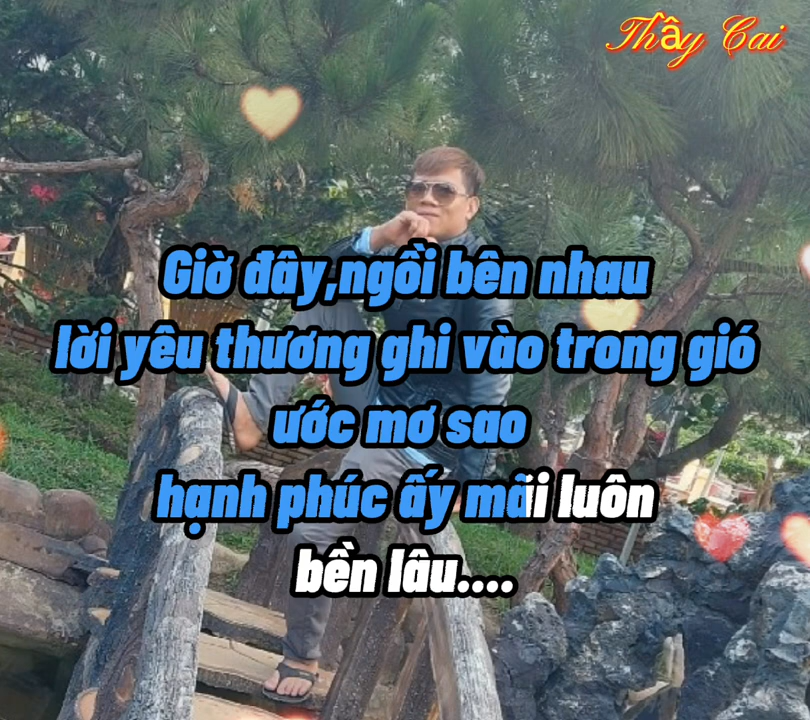 Thầy Cai
Giờ đây,ngồi bên nhau
lời yêu thương ghi vào trong gió
ước mơ sao
hạnh phúc ấy mãi luôn
bền lâu....